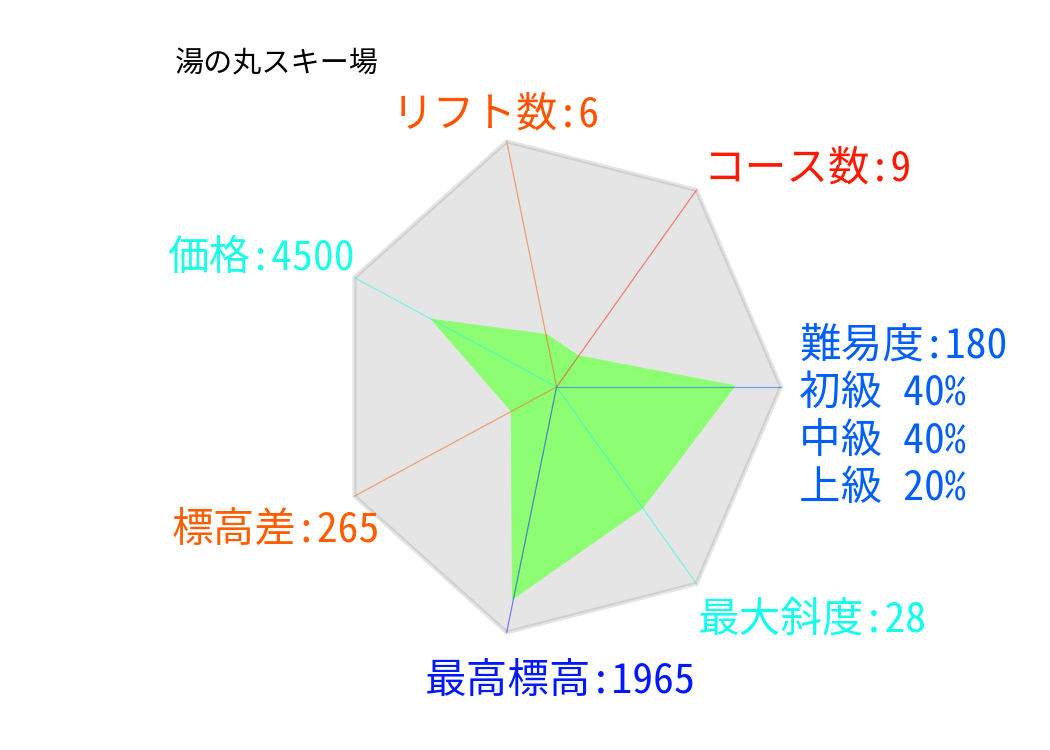 湯の丸スキー場
リフト数:6
コース数:9
価格:4500
難易度:180
初級 40%
中級 40%
上級 20%
標高差:265
最大斜度:28
最高標高:1965